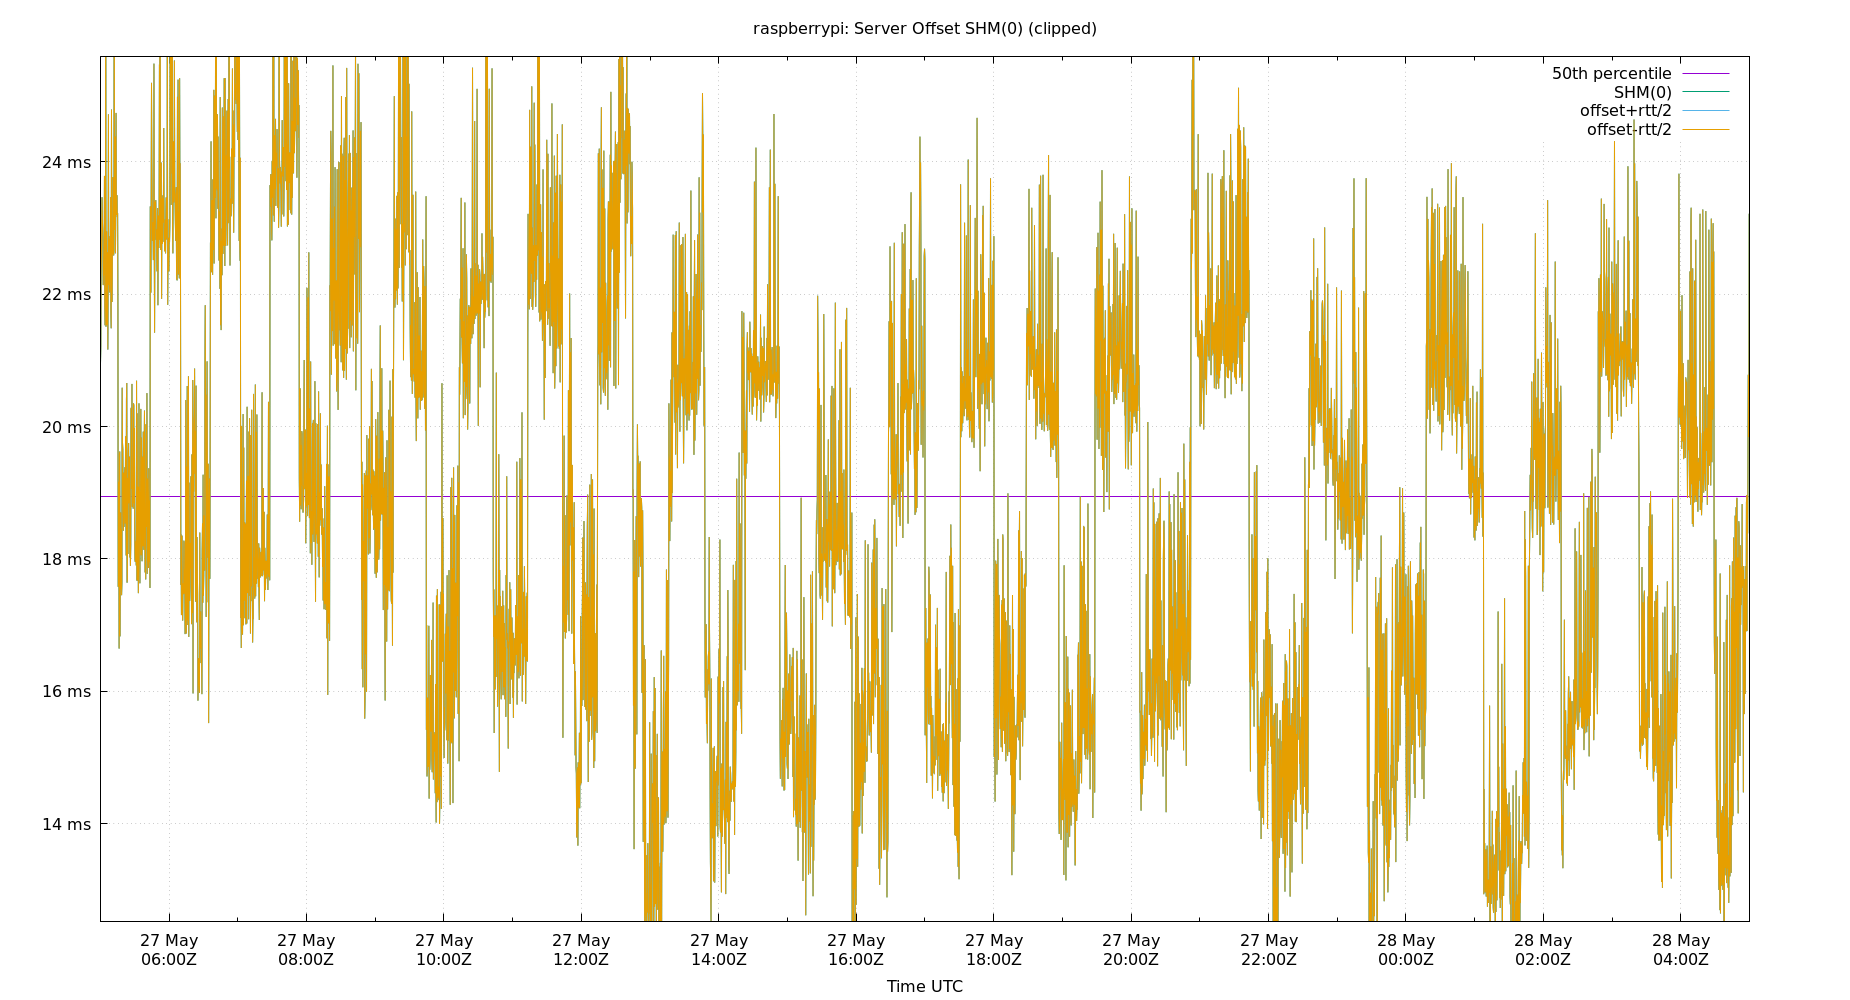 raspberrypi: Server Offset SHM(0) (clipped)
50th percentile
SHM(0)
offset+rtt/2
offset-rtt/2
24 ms
22 ms
20 ms
18 ms
16 ms
14 ms
27 May 27 May 27 May 27 May 27 May 27 May 27 May 27 May 27 May 28 May 28 May 28 May
06:00Z 08:00Z 10:00Z 12:00Z 14:00Z 16:00Z 18:00Z 20:00Z 22:00Z 00:00Z 02:00Z 04:00Z
Time UTC